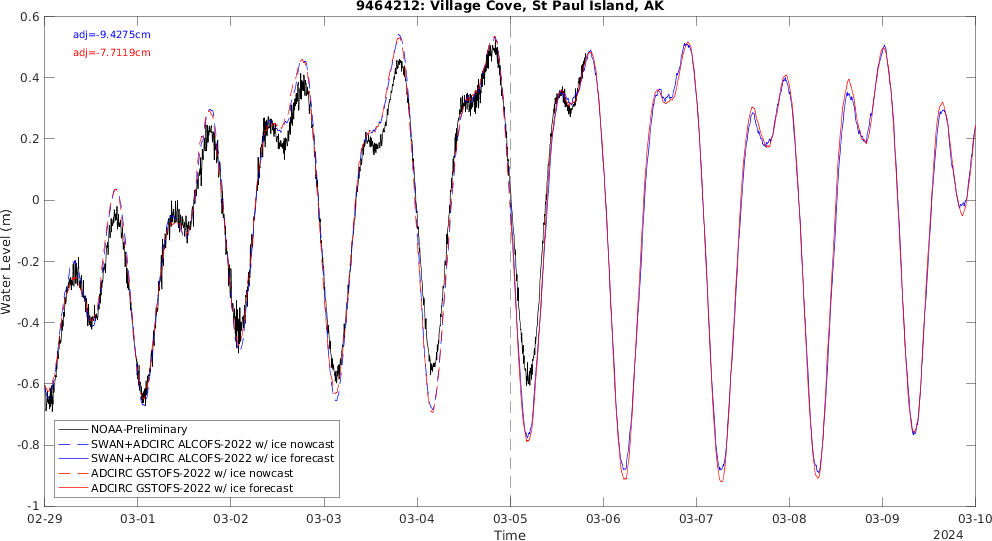 9464212: Village Cove, St Paul Island, AK
adj=-9.4275cm
adj=-7.7119cm
Water Level (m)
0.6
0.4
0.2
0
-0.2
-0.4
-0.6
-0.8
-1
NOAA-Preliminary
SWAN+ADCIRC ALCOFS-2022 w/ ice nowcast
SWAN+ADCIRC ALCOFS-2022 w/ ice forecast
ADCIRC GSTOFS-2022 w/ ice nowcast
ADCIRC GSTOFS-2022 w/ ice forecast
02-29 03-01 03-02 03-03 03-04 03-05 03-06 03-07 03-08 03-09 03-10
Time
2024